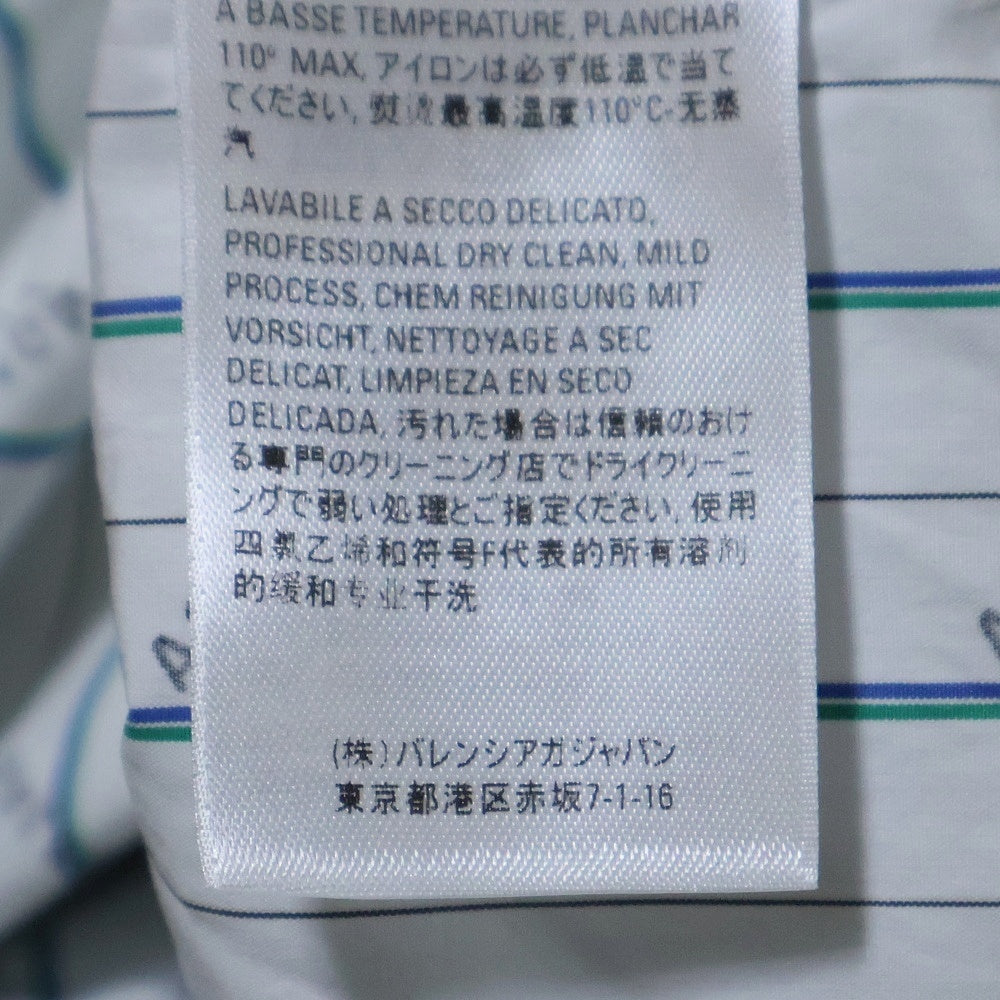 A BASSE TEMPERATURE, PLANCHAR
110° MAX, アイロンは必ず低温で当て
てください, 熨烫最高温度110°C-无蒸
汽
LAVABILE A SECCO DELICATO,
PROFESSIONAL DRY CLEAN, MILD
PROCESS, CHEM REINIGUNG MIT
VORSICHT, NETTOYAGE A SEC
DELICAT, LIMPIEZA EN SECO
DELICADA, 汚れた場合は信頼のおけ
る専門のクリーニング店でドライクリーニ
ングで弱い処理とご指定ください, 使用
四氯乙烯和符号F代表的所有溶剂
的缓和专业干洗
(株)バレンシアガジャパン
東京都港区赤坂7-1-16